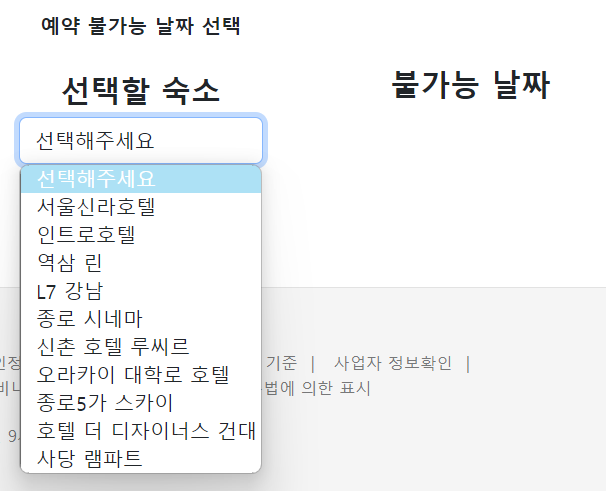 예약 불가능 날짜 선택
선택할 숙소
불가능 날짜
선택해주세요
선택해주세요
서울신라호텔
인트로호텔
역삼 린
L7 강남
종로 시네마
신촌 호텔 루씨르
오라카이 대학로 호텔
종로5가 스카이
호텔 더 디자이너스 건대
사당 램파트
기준 | 사업자 정보확인 |
법에 의한 표시